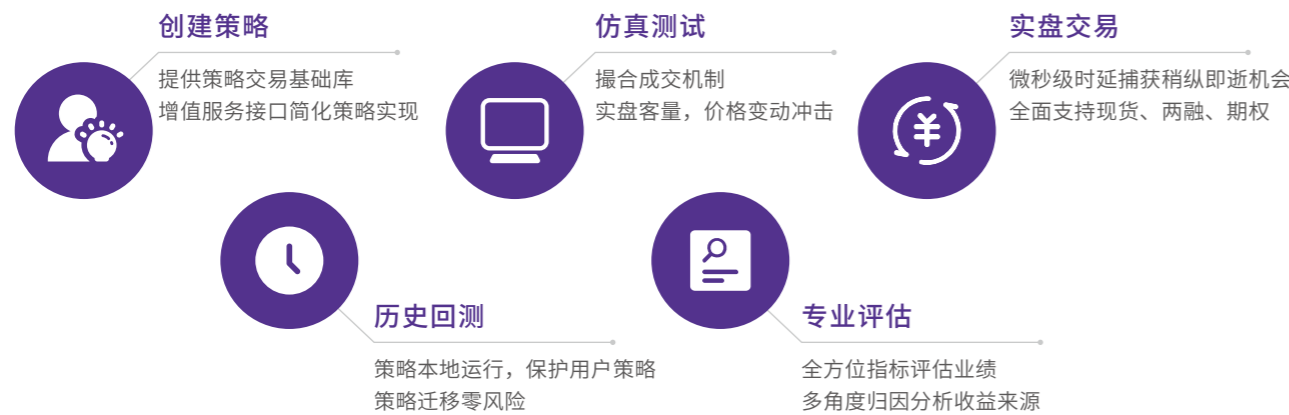 创建策略
提供策略交易基础库
增值服务接口简化策略实现
仿真测试
撮合成交机制
实盘客量，价格变动冲击
实盘交易
微秒级时延捕获稍纵即逝机会
全面支持现货、两融、期权
历史回测
策略本地运行，保护用户策略
策略迁移零风险
专业评估
全方位指标评估业绩
多角度归因分析收益来源